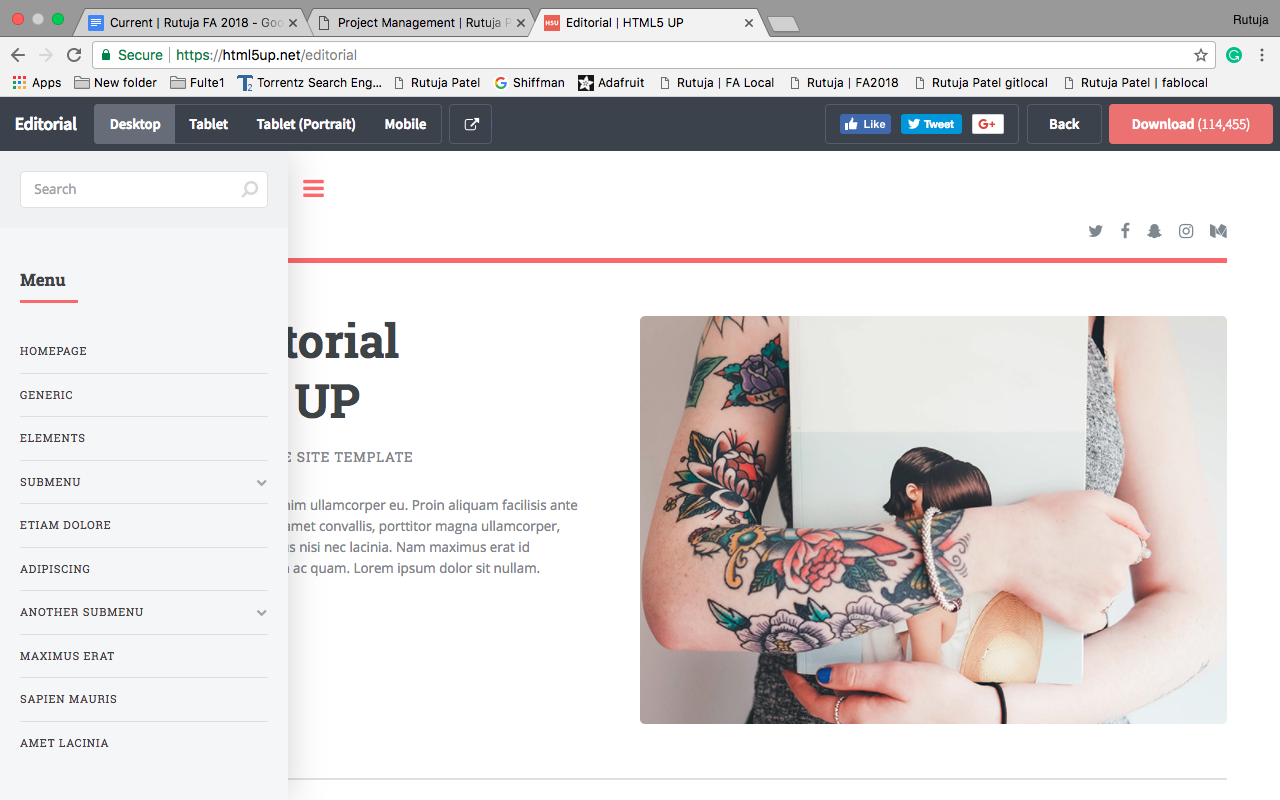 Current | Rutuja FA 2018 - Goo
Project Management | Rutuja P
HSU Editorial | HTML5 UP
Rutuja
Secure | https://html5up.net/editorial
Apps New folder Fulte1 Torrentz Search Eng... Rutuja Patel Shiffman Adafruit Rutuja | FA Local Rutuja | FA2018 Rutuja Patel gitlocal Rutuja Patel | fablocal
Editorial Desktop Tablet Tablet (Portrait) Mobile Like Tweet G+ Back Download (114,455)
Search
Menu
HOMEPAGE
GENERIC
ELEMENTS
SUBMENU
ETIAM DOLORE
ADIPISCING
ANOTHER SUBMENU
MAXIMUS ERAT
SAPIEN MAURIS
AMET LACINIA
torial
UP
E SITE TEMPLATE
nim ullamcorper eu. Proin aliquam facilisis ante
amet convallis, porttitor magna ullamcorper,
s nisi nec lacinia. Nam maximus erat id
ac quam. Lorem ipsum dolor sit nullam.
NYC